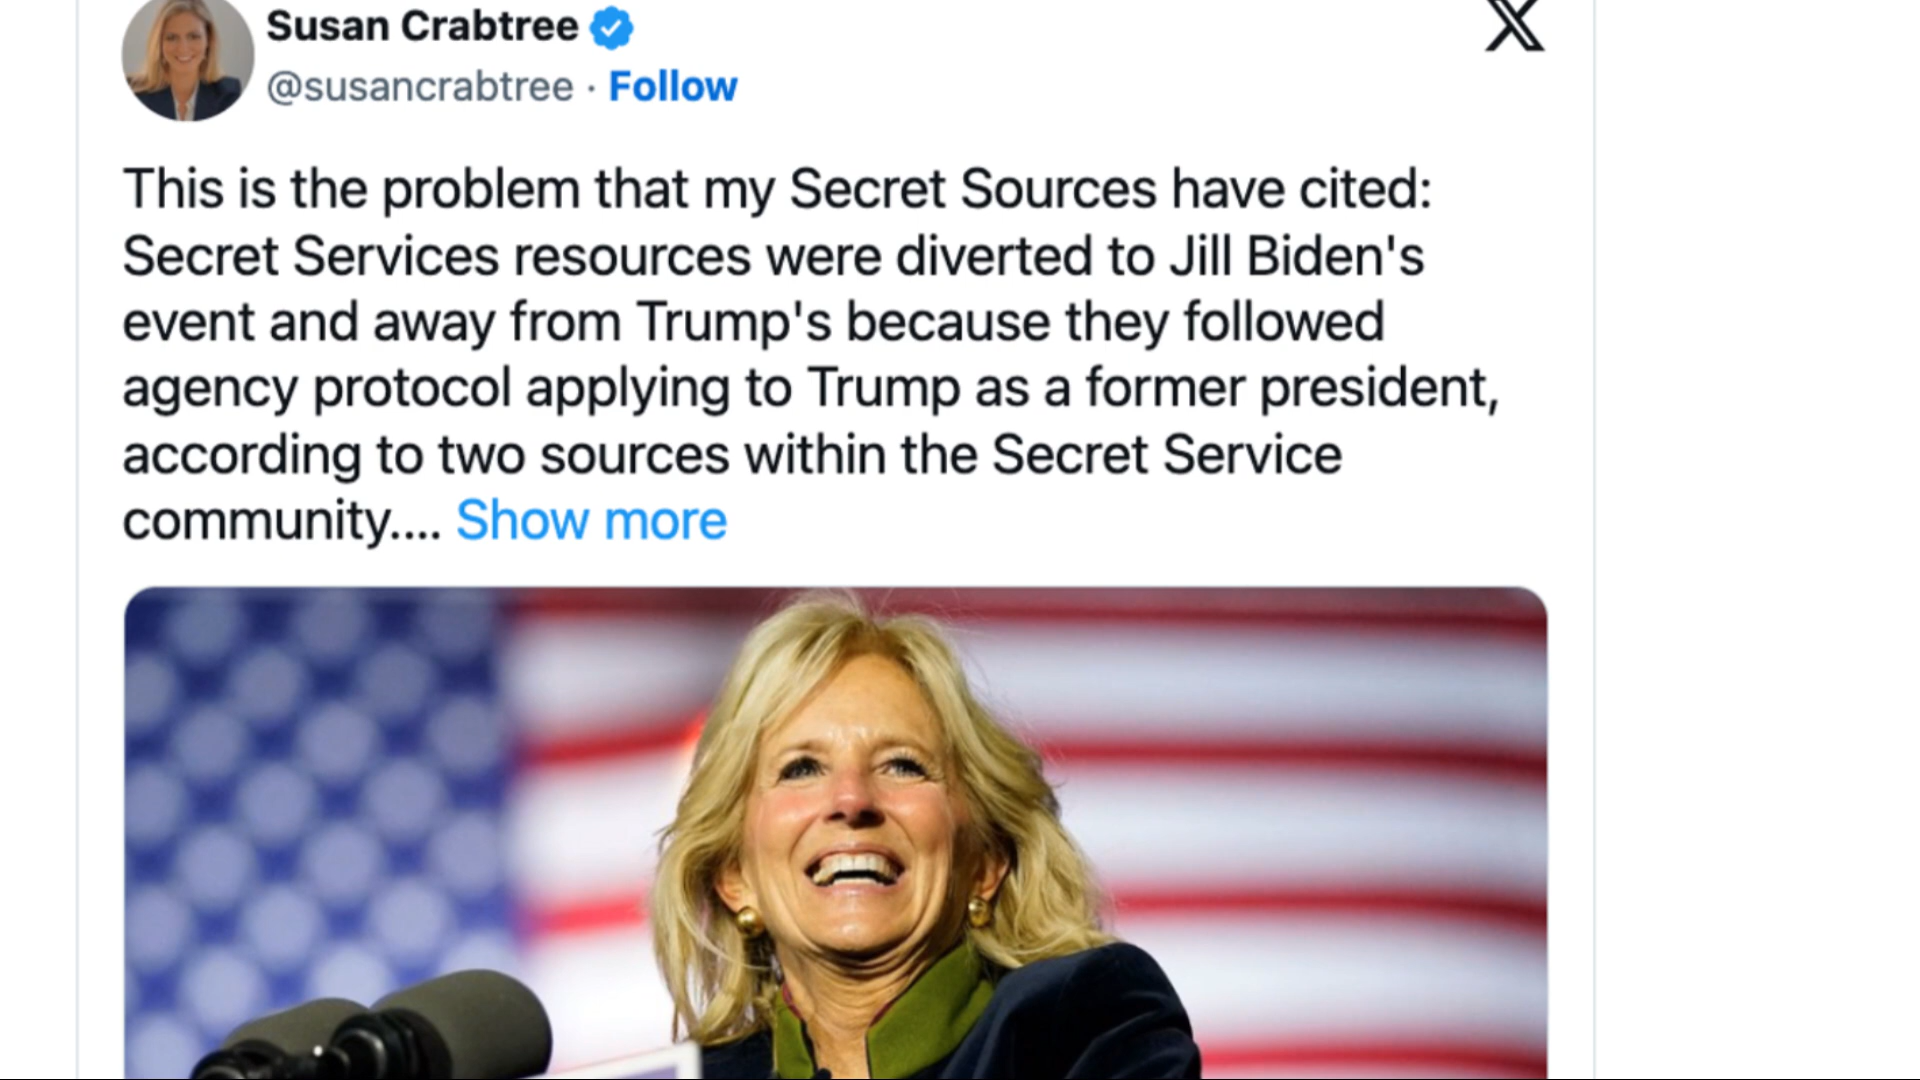 Susan Crabtree
@susancrabtree · Follow
This is the problem that my Secret Sources have cited:
Secret Services resources were diverted to Jill Biden's
event and away from Trump's because they followed
agency protocol applying to Trump as a former president,
according to two sources within the Secret Service
community.... Show more